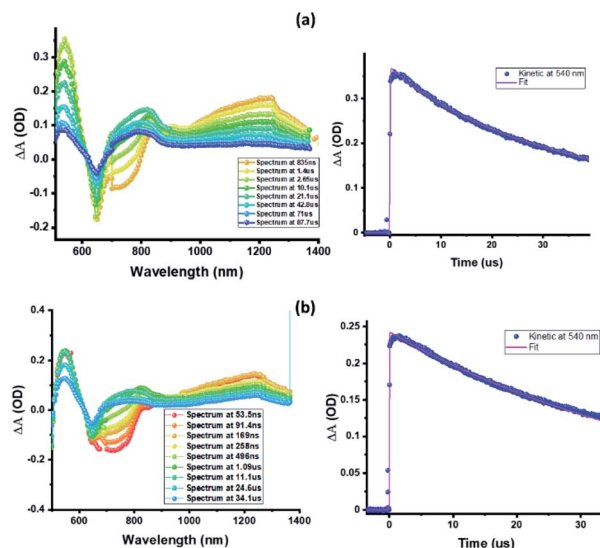 (a)
ΔA (OD)
0.3
0.2
0.1
0.0
-0.1
-0.2
600
800
1000
1200
1400
Wavelength (nm)
Spectrum at 835ns
Spectrum at 1.4us
Spectrum at 2.65us
Spectrum at 10.1us
Spectrum at 21.1us
Spectrum at 42.8us
Spectrum at 71us
Spectrum at 87.7us
ΔA (OD)
0.3
0.2
0.1
0.0
0
10
20
30
Time (us)
Kinetic at 540 nm
Fit
(b)
ΔA (OD)
0.4
0.2
0.0
-0.2
-0.4
600
800
1000
1200
1400
Wavelength (nm)
Spectrum at 53.5ns
Spectrum at 91.4ns
Spectrum at 169ns
Spectrum at 258ns
Spectrum at 496ns
Spectrum at 1.09us
Spectrum at 11.1us
Spectrum at 24.6us
Spectrum at 34.1us
ΔA (OD)
0.25
0.2
0.15
0.1
0.05
0
0
10
20
30
Time (us)
Kinetic at 540 nm
Fit